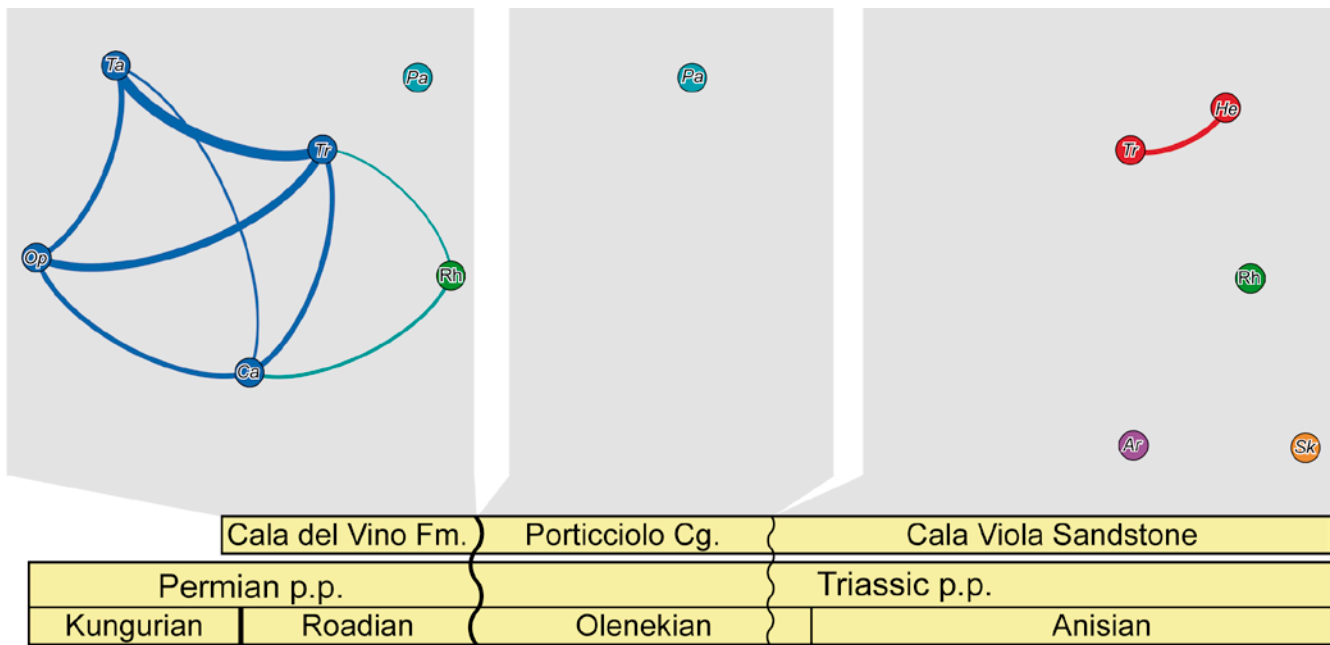 Ta
Pa
Pa
He
Tr
Tr
Op
Rh
Rh
Ca
Ar
Sk
Cala del Vino Fm.
Porticciolo Cg.
Cala Viola Sandstone
Permian p.p.
Triassic p.p.
Kungurian
Roadian
Olenekian
Anisian